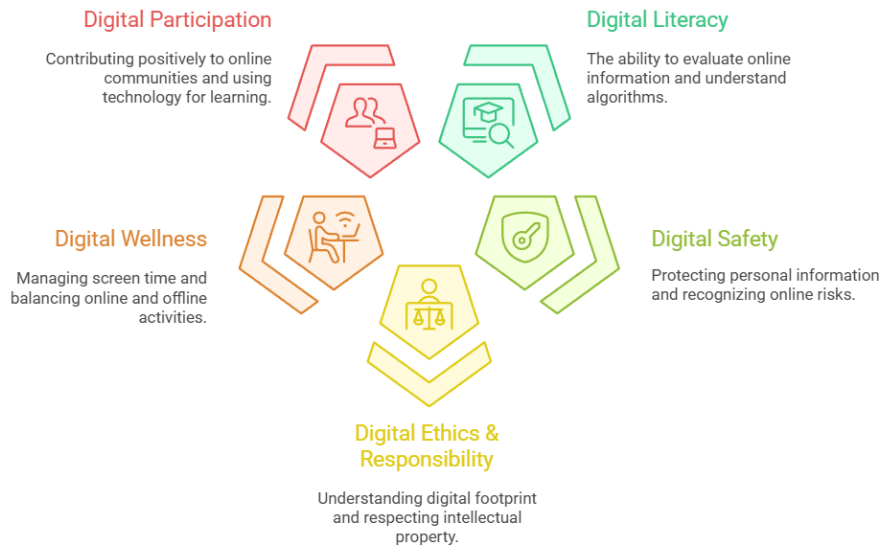 Digital Participation
Contributing positively to online
communities and using
technology for learning.
Digital Literacy
The ability to evaluate online
information and understand
algorithms.
Digital Wellness
Managing screen time and
balancing online and offline
activities.
Digital Safety
Protecting personal information
and recognizing online risks.
Digital Ethics &
Responsibility
Understanding digital footprint
and respecting intellectual
property.